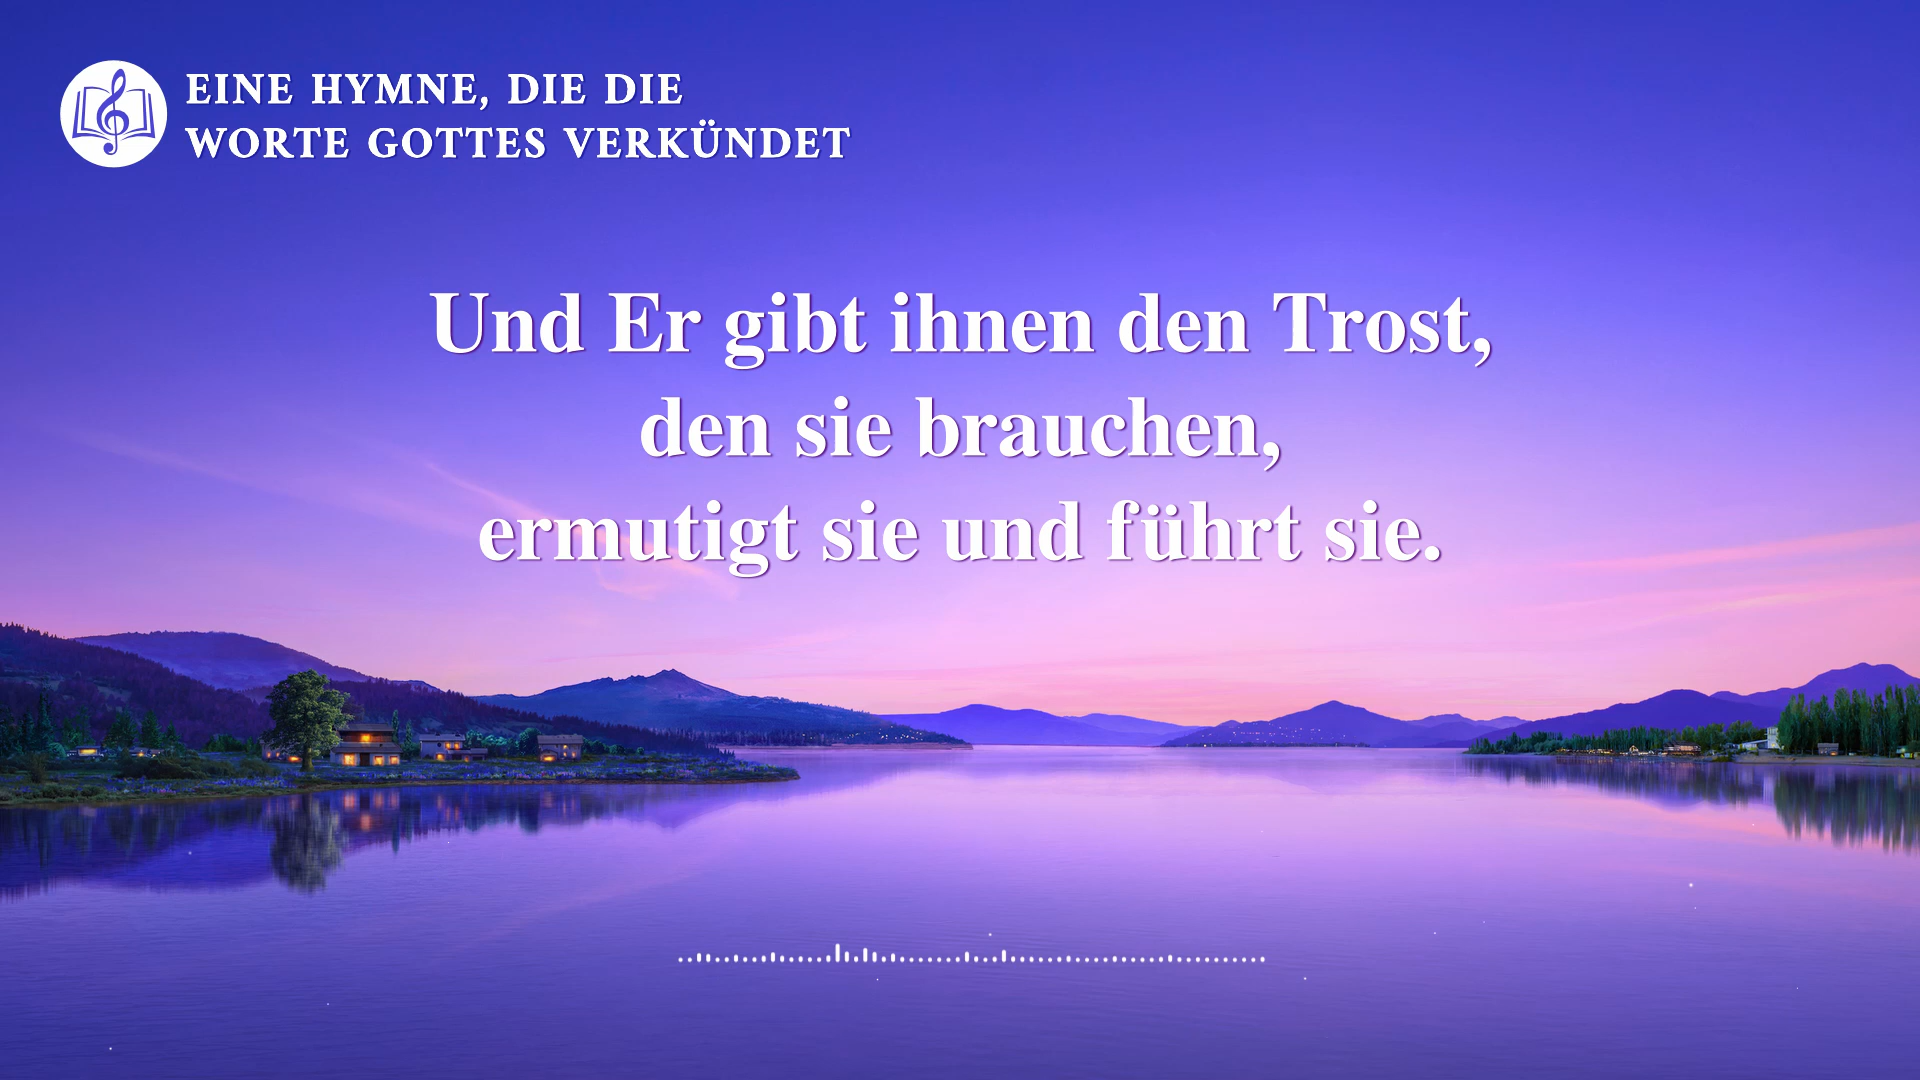 EINE HYMNE, DIE DIE
WORTE GOTTES VERKÜNDET
Und Er gibt ihnen den Trost,
den sie brauchen,
ermutigt sie und führt sie.